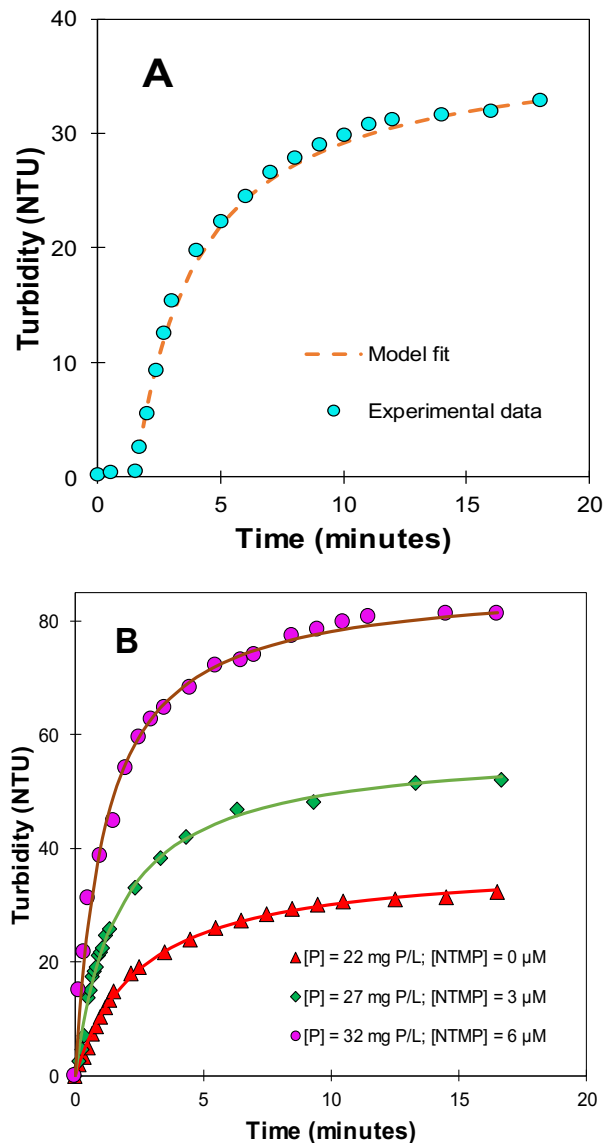 A
40
30
20
10
0
Turbidity (NTU)
Model fit
Experimental data
0 5 10 15 20
Time (minutes)
B
80
60
40
20
0
Turbidity (NTU)
[P] = 22 mg P/L; [NTMP] = 0 µM
[P] = 27 mg P/L; [NTMP] = 3 µM
[P] = 32 mg P/L; [NTMP] = 6 µM
0 5 10 15 20
Time (minutes)